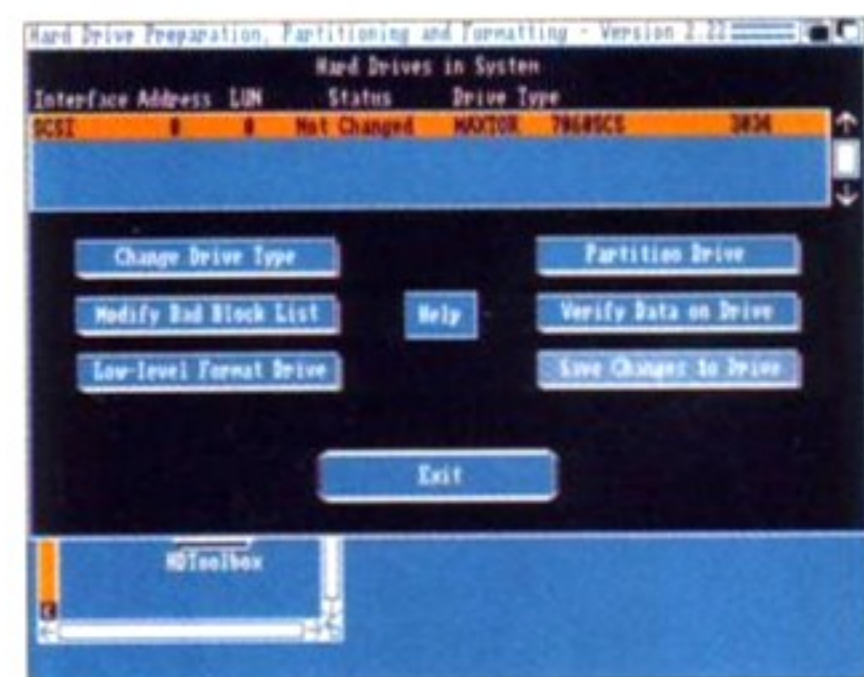 Hard Drive Preparation, Partitioning and Formatting - Version 2.22
Hard Drives in System
Interface Address LUN Status Drive Type
SCSI 0 0 Not Changed MAXTOR 7060SCS 3036
Change Drive Type
Partition Drive
Modify Bad Block List
Help
Verify Data on Drive
Low-level Format Drive
Save Changes to Drive
Exit
HDToolbox